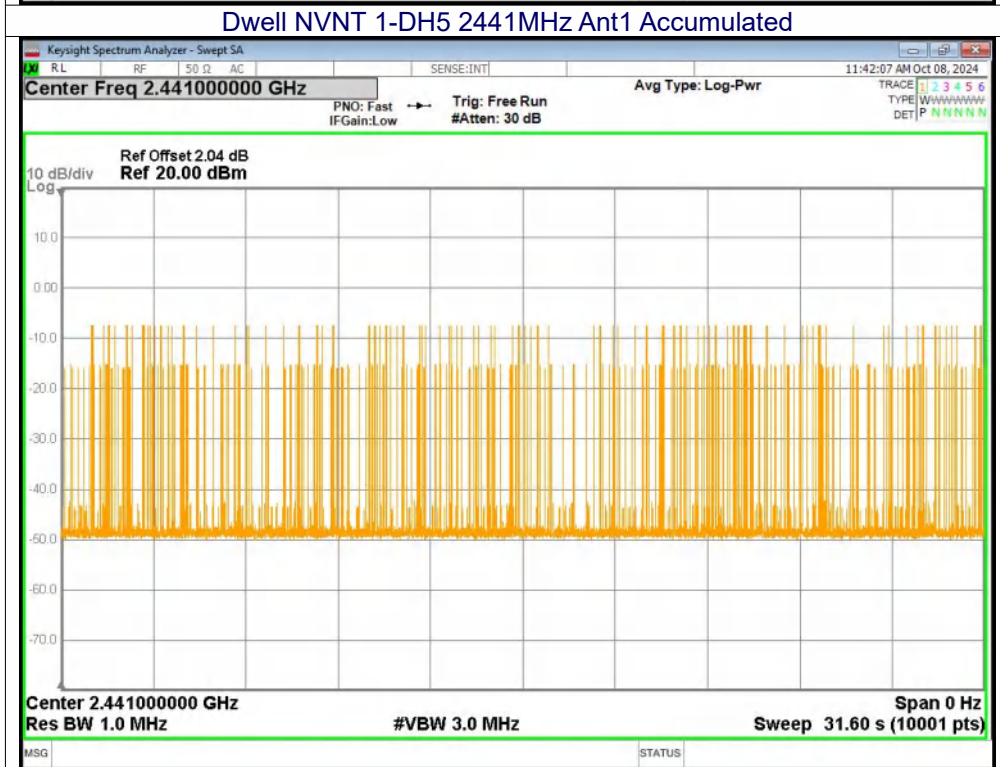 Dwell NVNT 1-DH5 2441MHz Ant1 Accumulated
Keysight Spectrum Analyzer - Swept SA
LXI RL RF 50 Ω AC SENSE:INT 11:42:07 AM Oct 08, 2024
Center Freq 2.441000000 GHz
PNO: Fast
IFGain:Low
Trig: Free Run
#Atten: 30 dB
Avg Type: Log-Pwr
TRACE 1 2 3 4 5 6
TYPE WWWWWWW
DET P N N N N N
Ref Offset 2.04 dB
10 dB/div Ref 20.00 dBm
Log
10.0
0.00
-10.0
-20.0
-30.0
-40.0
-50.0
-60.0
-70.0
Center 2.441000000 GHz Span 0 Hz
Res BW 1.0 MHz #VBW 3.0 MHz Sweep 31.60 s (10001 pts)
MSG STATUS